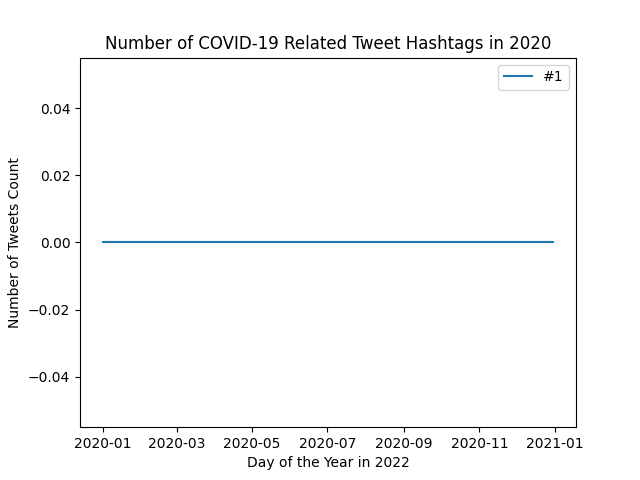 Number of COVID-19 Related Tweet Hashtags in 2020
#1
Number of Tweets Count
0.04
0.02
0.00
−0.02
−0.04
2020-01 2020-03 2020-05 2020-07 2020-09 2020-11 2021-01
Day of the Year in 2022